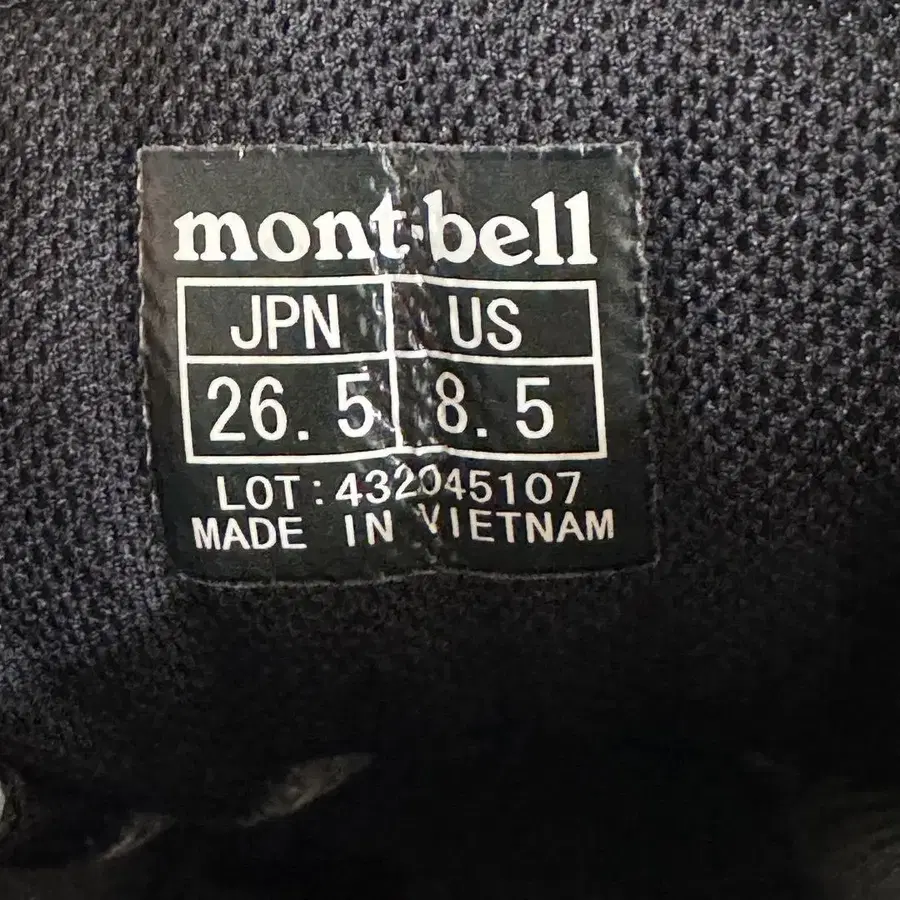 mont-bell
JPN US
26.5 8.5
LOT:432045107
MADE IN VIETNAM